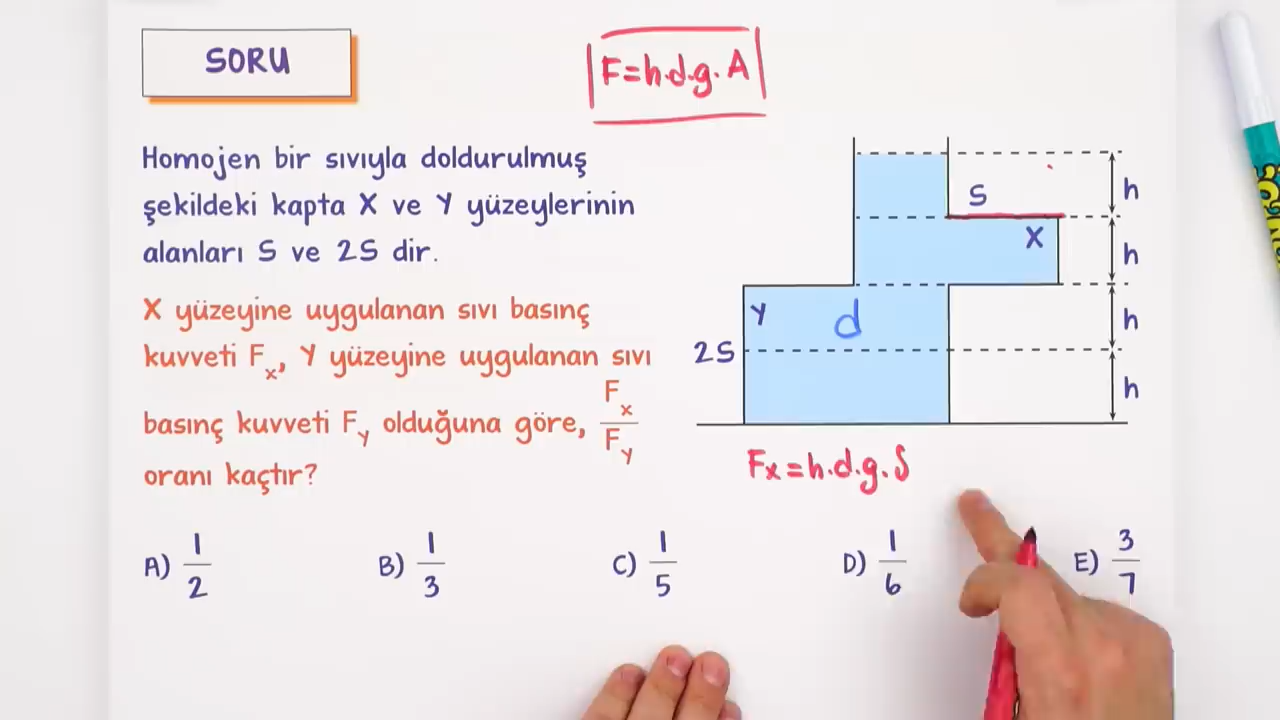 SORU
F=h.d.g.A
Homojen bir sıvıyla doldurulmuş
şekildeki kapta X ve Y yüzeylerinin
alanları S ve 2S dir.
X yüzeyine uygulanan sıvı basınç
kuvveti Fx, Y yüzeyine uygulanan sıvı
basınç kuvveti Fy olduğuna göre, Fx/Fy
oranı kaçtır?
S
X
Y
d
2S
h
h
h
h
Fx=h.d.g.S
A) 1/2
B) 1/3
C) 1/5
D) 1/6
E) 3/7